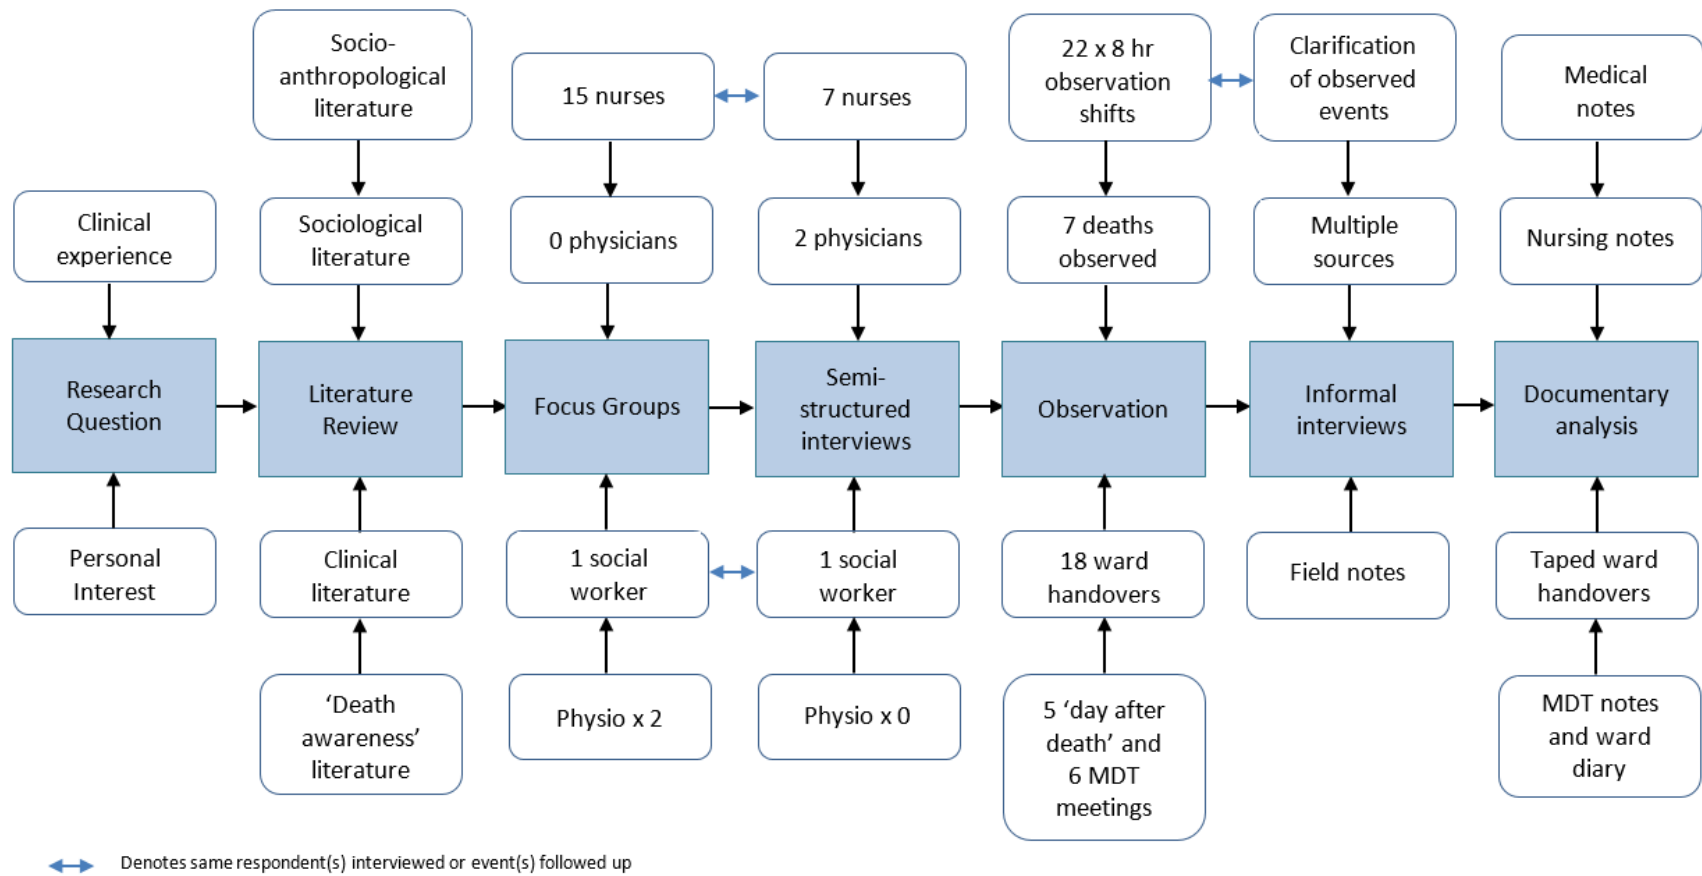 Socio-
anthropological
literature
15 nurses
7 nurses
22 x 8 hr
observation
shifts
Clarification
of observed
events
Medical
notes
Clinical
experience
Sociological
literature
0 physicians
2 physicians
7 deaths
observed
Multiple
sources
Nursing notes
Research
Question
Literature
Review
Focus Groups
Semi-
structured
interviews
Observation
Informal
interviews
Documentary
analysis
Personal
Interest
Clinical
literature
1 social
worker
1 social
worker
18 ward
handovers
Field notes
Taped ward
handovers
‘Death
awareness’
literature
Physio x 2
Physio x 0
5 ‘day after
death’ and
6 MDT
meetings
MDT notes
and ward
diary
Denotes same respondent(s) interviewed or event(s) followed up